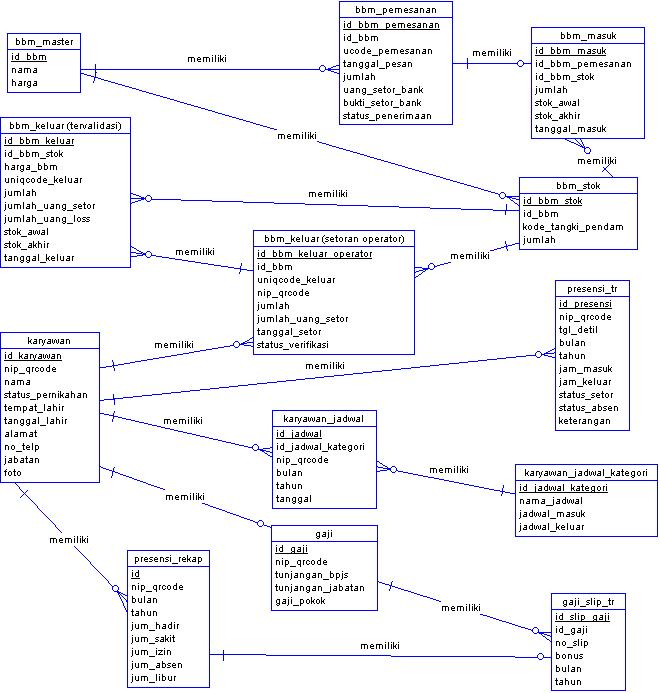 bbm_master
id_bbm
nama
harga
memiliki
bbm_pemesanan
id_bbm_pemesanan
id_bbm
ucode_pemesanan
tanggal_pesan
jumlah
uang_setor_bank
bukti_setor_bank
status_penerimaan
memiliki
bbm_masuk
id_bbm_masuk
id_bbm_pemesanan
id_bbm_stok
jumlah
stok_awal
stok_akhir
tanggal_masuk
memiliki
memiliki
bbm_keluar (tervalidasi)
id_bbm_keluar
id_bbm_stok
harga_bbm
uniqcode_keluar
jumlah
jumlah_uang_setor
jumlah_uang_loss
stok_awal
stok_akhir
tanggal_keluar
memiliki
bbm_stok
id_bbm_stok
id_bbm
kode_tangki_pendam
jumlah
memiliki
bbm_keluar (setoran operator)
id_bbm_keluar_operator
id_bbm
uniqcode_keluar
nip_qrcode
jumlah
jumlah_uang_setor
tanggal_setor
status_verifikasi
memiliki
presensi_tr
id_presensi
nip_qrcode
tgl_detil
bulan
tahun
jam_masuk
jam_keluar
status_setor
status_absen
keterangan
karyawan
id_karyawan
nip_qrcode
nama
status_pernikahan
tempat_lahir
tanggal_lahir
alamat
no_telp
jabatan
foto
memiliki
memiliki
memiliki
karyawan_jadwal
id_jadwal
id_jadwal_kategori
nip_qrcode
bulan
tahun
tanggal
memiliki
karyawan_jadwal_kategori
id_jadwal_kategori
nama_jadwal
jadwal_masuk
jadwal_keluar
memiliki
gaji
id_gaji
nip_qrcode
tunjangan_bpjs
tunjangan_jabatan
gaji_pokok
memiliki
presensi_rekap
id
nip_qrcode
bulan
tahun
jum_hadir
jum_sakit
jum_izin
jum_absen
jum_libur
memiliki
memiliki
gaji_slip_tr
id_slip_gaji
id_gaji
no_slip
bonus
bulan
tahun